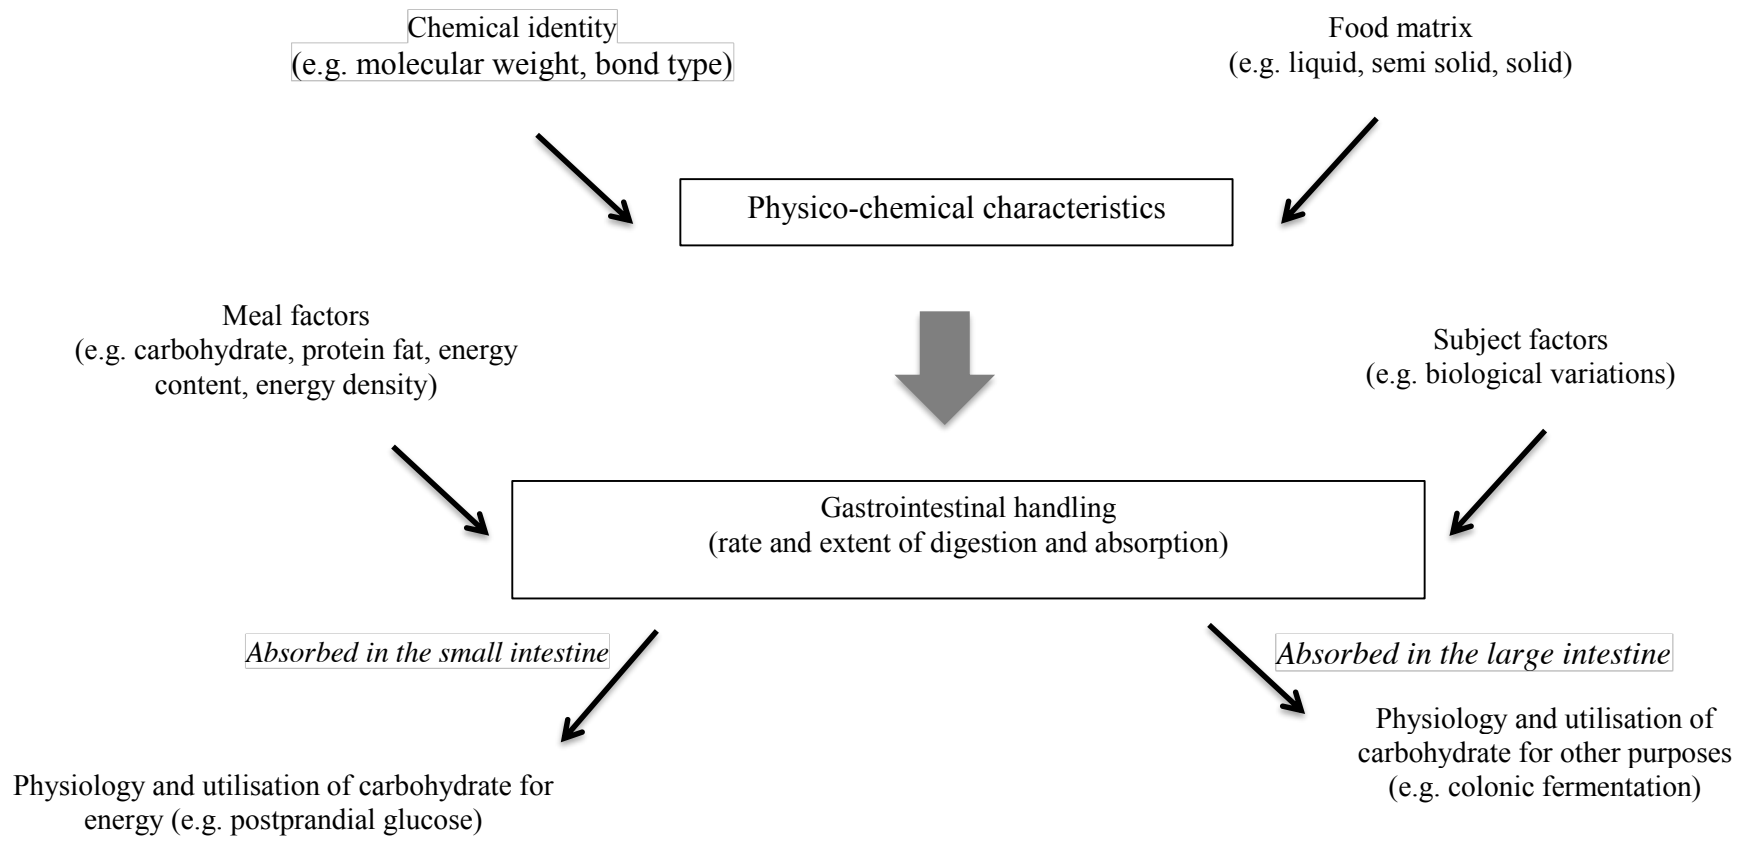 Chemical identity
(e.g. molecular weight, bond type)
Food matrix
(e.g. liquid, semi solid, solid)
Physico-chemical characteristics
Meal factors
(e.g. carbohydrate, protein fat, energy
content, energy density)
Subject factors
(e.g. biological variations)
Gastrointestinal handling
(rate and extent of digestion and absorption)
Absorbed in the small intestine
Absorbed in the large intestine
Physiology and utilisation of carbohydrate for
energy (e.g. postprandial glucose)
Physiology and utilisation of
carbohydrate for other purposes
(e.g. colonic fermentation)